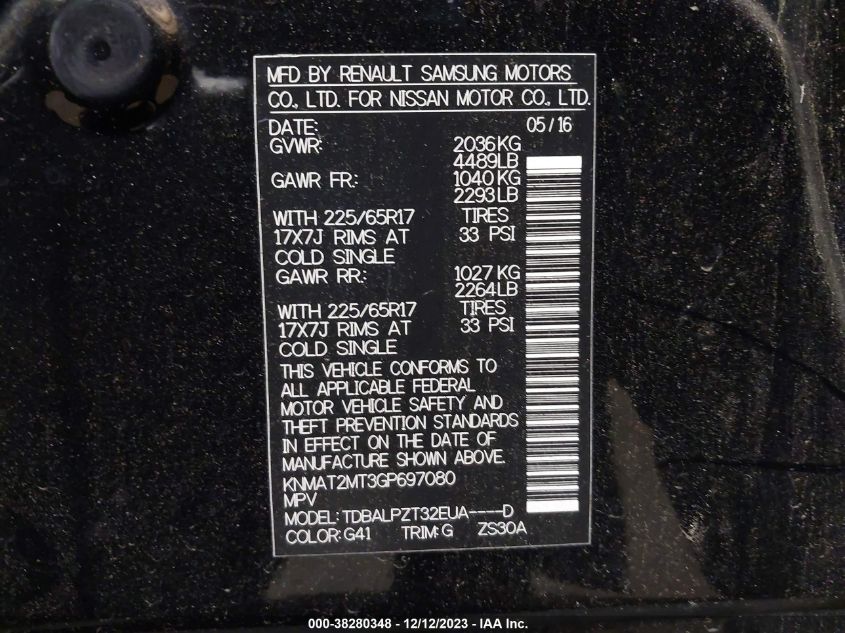 MFD BY RENAULT SAMSUNG MOTORS
CO., LTD. FOR NISSAN MOTOR CO., LTD.
DATE: 05/16
GVWR: 2036KG
4489LB
GAWR FR.: 1040KG
2293LB
WITH 225/65R17 TIRES
17X7J RIMS AT 33 PSI
COLD SINGLE
GAWR RR.: 1027KG
2264LB
WITH 225/65R17 TIRES
17X7J RIMS AT 33 PSI
COLD SINGLE
THIS VEHICLE CONFORMS TO
ALL APPLICABLE FEDERAL
MOTOR VEHICLE SAFETY AND
THEFT PREVENTION STANDARDS
IN EFFECT ON THE DATE OF
MANUFACTURE SHOWN ABOVE.
KNMAT2MT3GP697080
MPV
MODEL: TDBALPZT32EUA----D
COLOR: G41 TRIM: G ZS30A
000-38280348 - 12/12/2023 - IAA Inc.